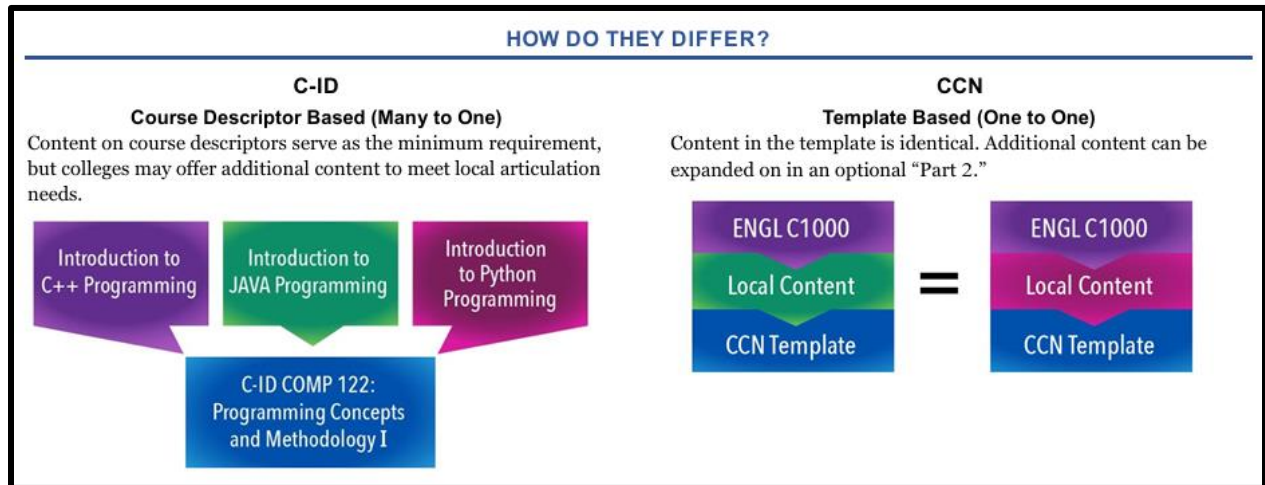 HOW DO THEY DIFFER?
C-ID
Course Descriptor Based (Many to One)
Content on course descriptors serve as the minimum requirement,
but colleges may offer additional content to meet local articulation
needs.
Introduction to
C++ Programming
Introduction to
JAVA Programming
Introduction
to Python
Programming
C-ID COMP 122:
Programming Concepts
and Methodology I
CCN
Template Based (One to One)
Content in the template is identical. Additional content can be
expanded on in an optional “Part 2.”
ENGL C1000
Local Content
CCN Template
=
ENGL C1000
Local Content
CCN Template